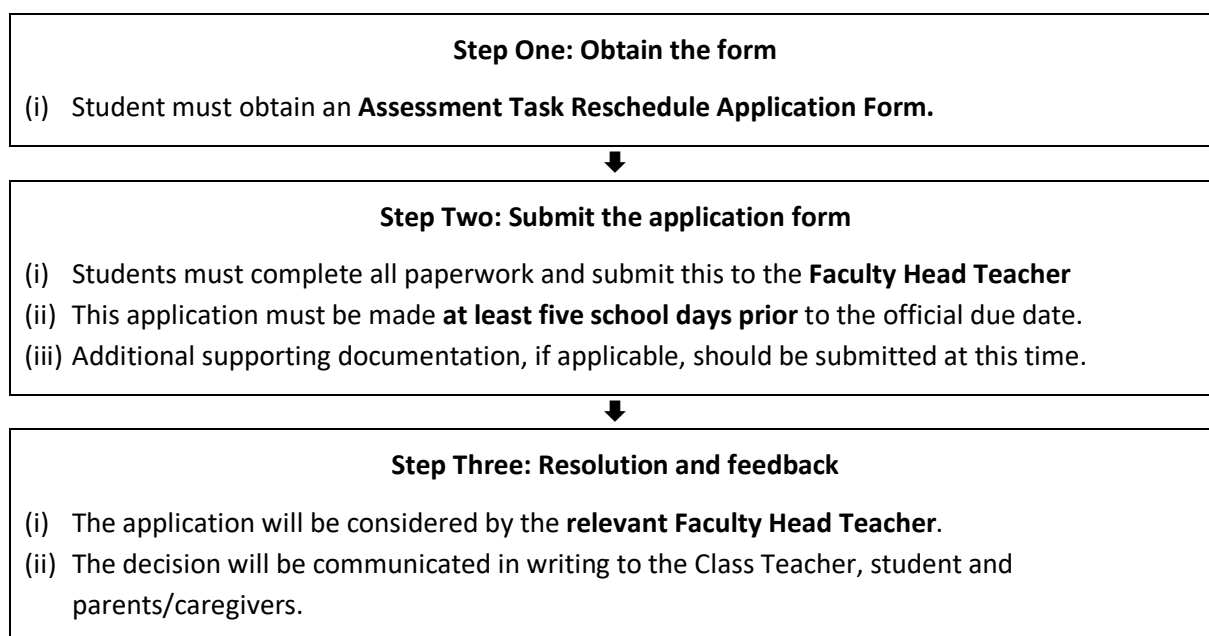 Step One: Obtain the form
(i) Student must obtain an Assessment Task Reschedule Application Form.
Step Two: Submit the application form
(i) Students must complete all paperwork and submit this to the Faculty Head Teacher
(ii) This application must be made at least five school days prior to the official due date.
(iii) Additional supporting documentation, if applicable, should be submitted at this time.
Step Three: Resolution and feedback
(i) The application will be considered by the relevant Faculty Head Teacher.
(ii) The decision will be communicated in writing to the Class Teacher, student and
parents/caregivers.